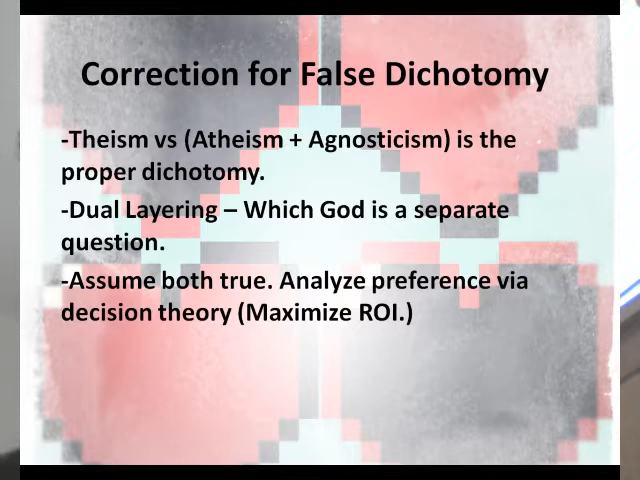 Correction for False Dichotomy
-Theism vs (Atheism + Agnosticism) is the
proper dichotomy.
-Dual Layering – Which God is a separate
question.
-Assume both true. Analyze preference via
decision theory (Maximize ROI.)